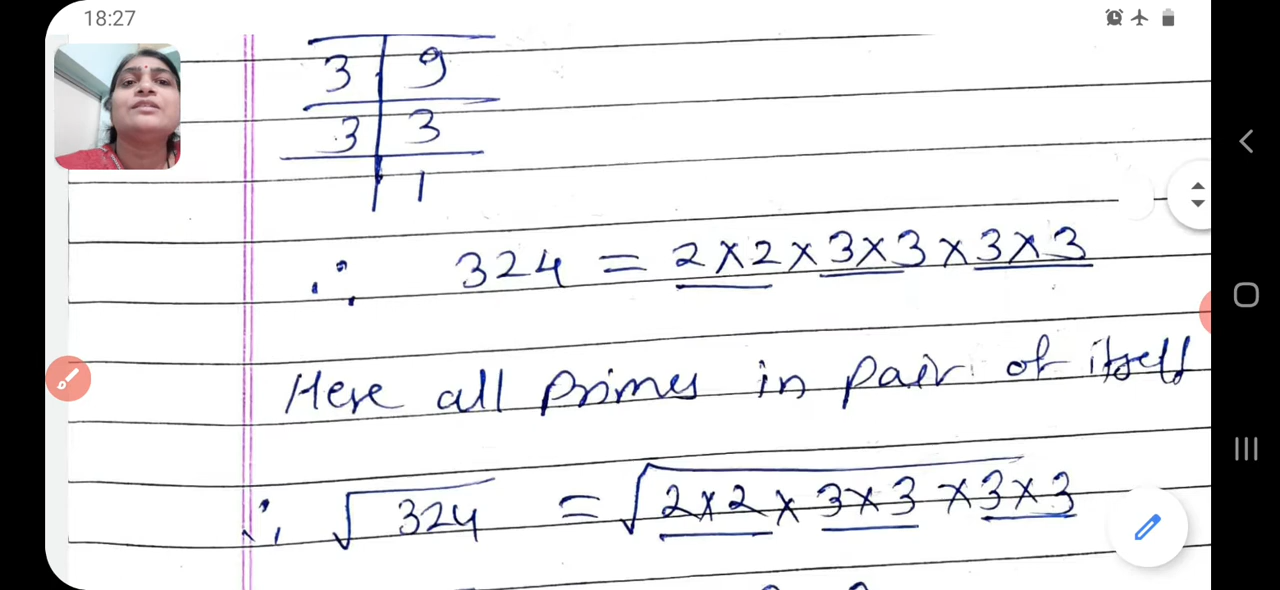 18:27
3 | 9
3 | 3
| 1
∴ 324 = 2×2×3×3×3×3
Here all primes in pair of itself
∴ √324 = √2×2×3×3×3×3